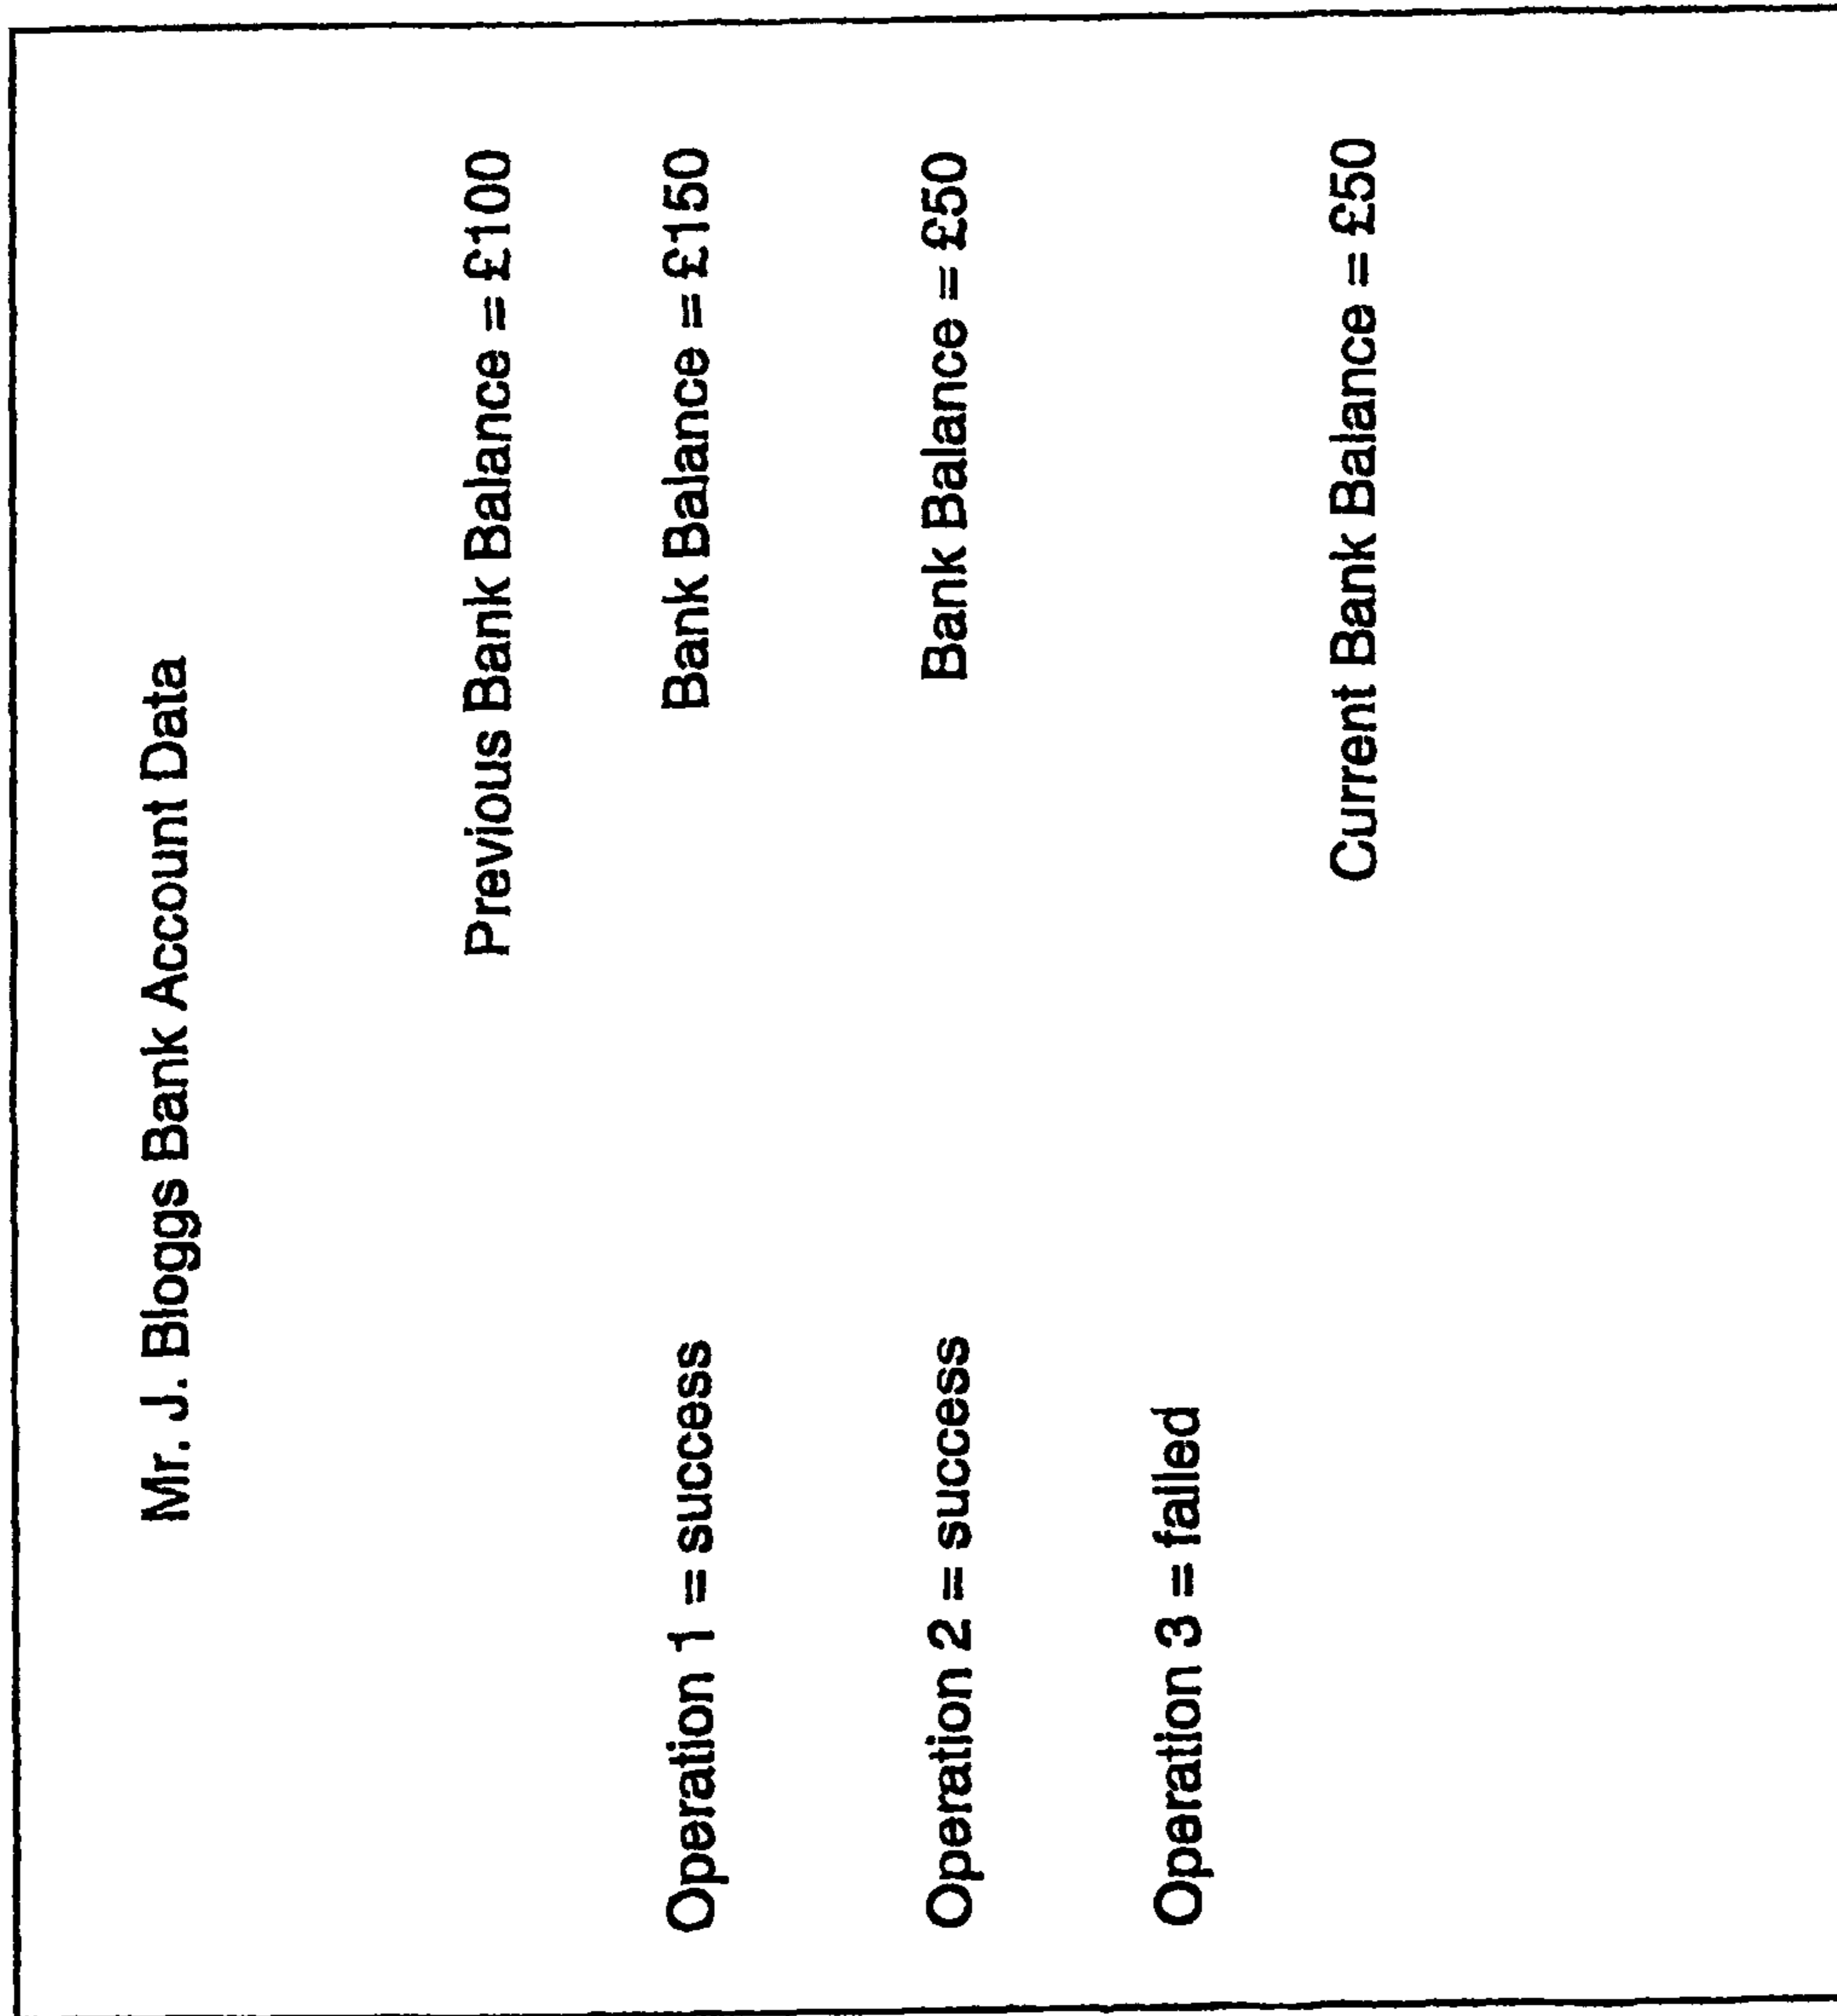 Mr. J. Bloggs Bank Account Data
Previous Bank Balance = £100
Operation 1 = success Bank Balance = £150
Operation 2 = success Bank Balance = £50
Operation 3 = failed
Current Bank Balance = £50